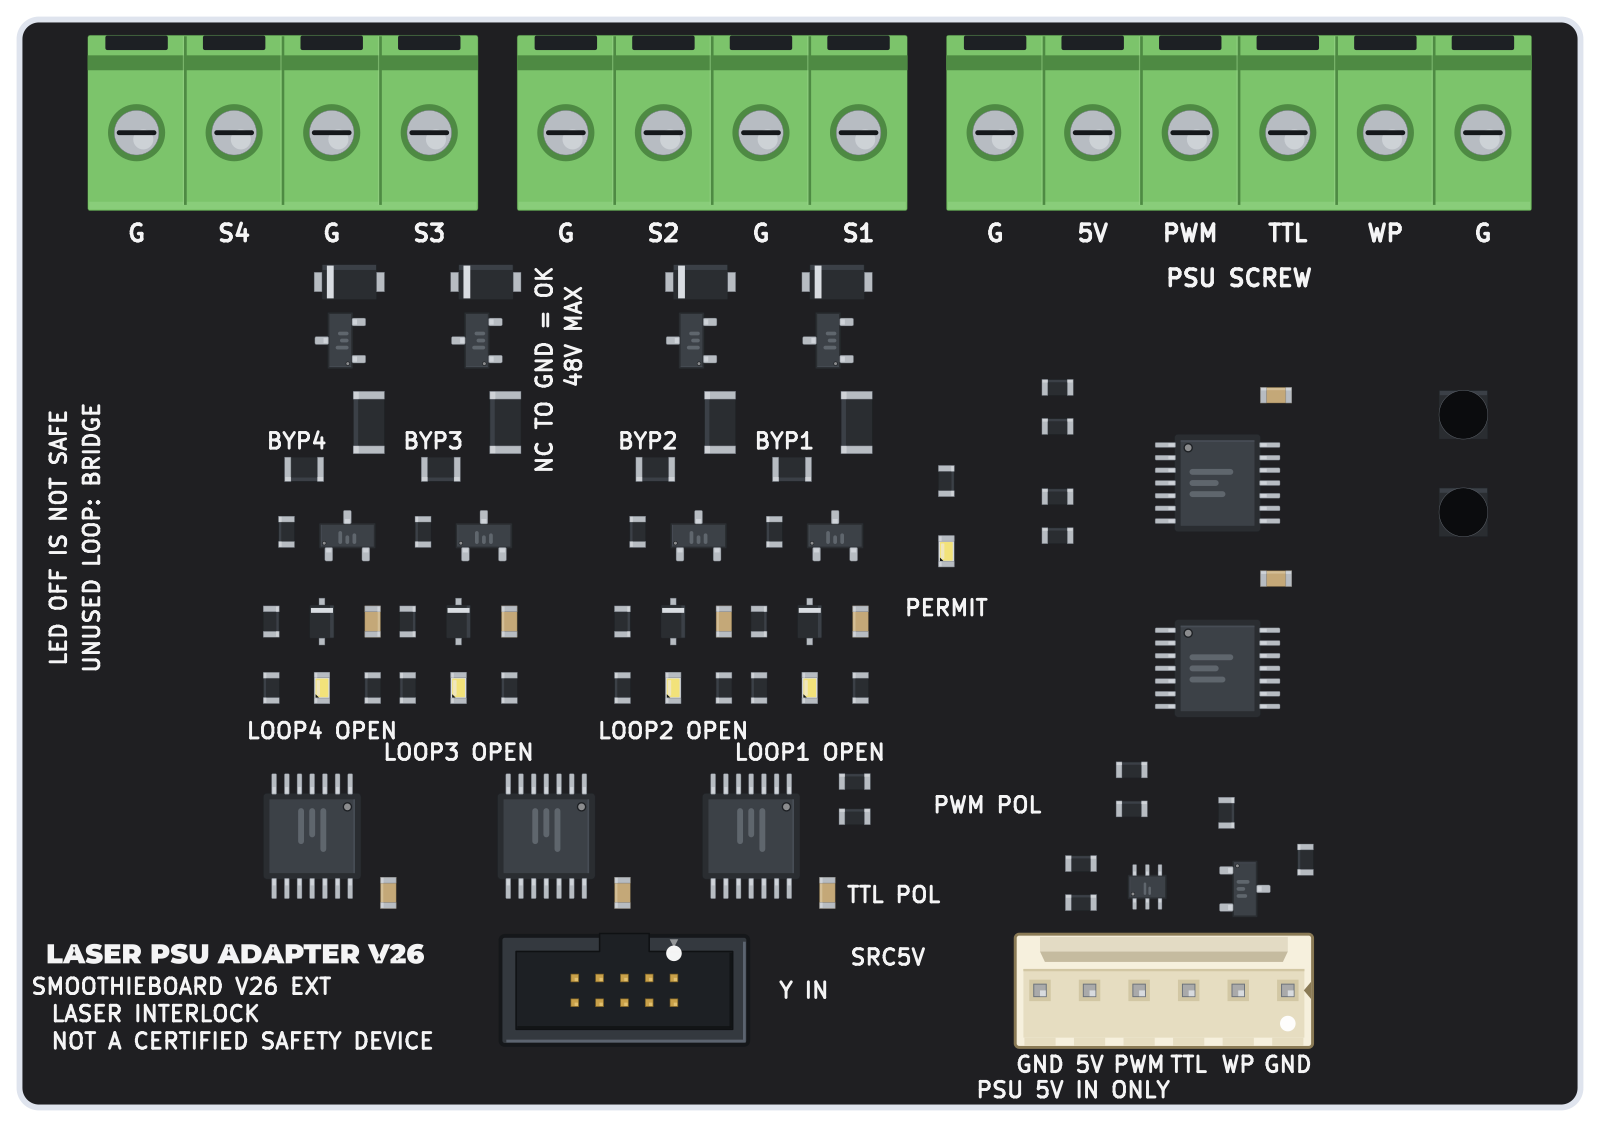 G S4 G S3 G S2 G S1 G 5V PWM TTL WP G
PSU SCREW
NC TO GND = OK
48V MAX
LED OFF IS NOT SAFE
UNUSED LOOP: BRIDGE
BYP4 BYP3 BYP2 BYP1
PERMIT
LOOP4 OPEN
LOOP3 OPEN
LOOP2 OPEN
LOOP1 OPEN
PWM POL
TTL POL
SRC5V
Y IN
LASER PSU ADAPTER V26
SMOOTHIEBOARD V26 EXT
LASER INTERLOCK
NOT A CERTIFIED SAFETY DEVICE
GND 5V PWM TTL WP GND
PSU 5V IN ONLY